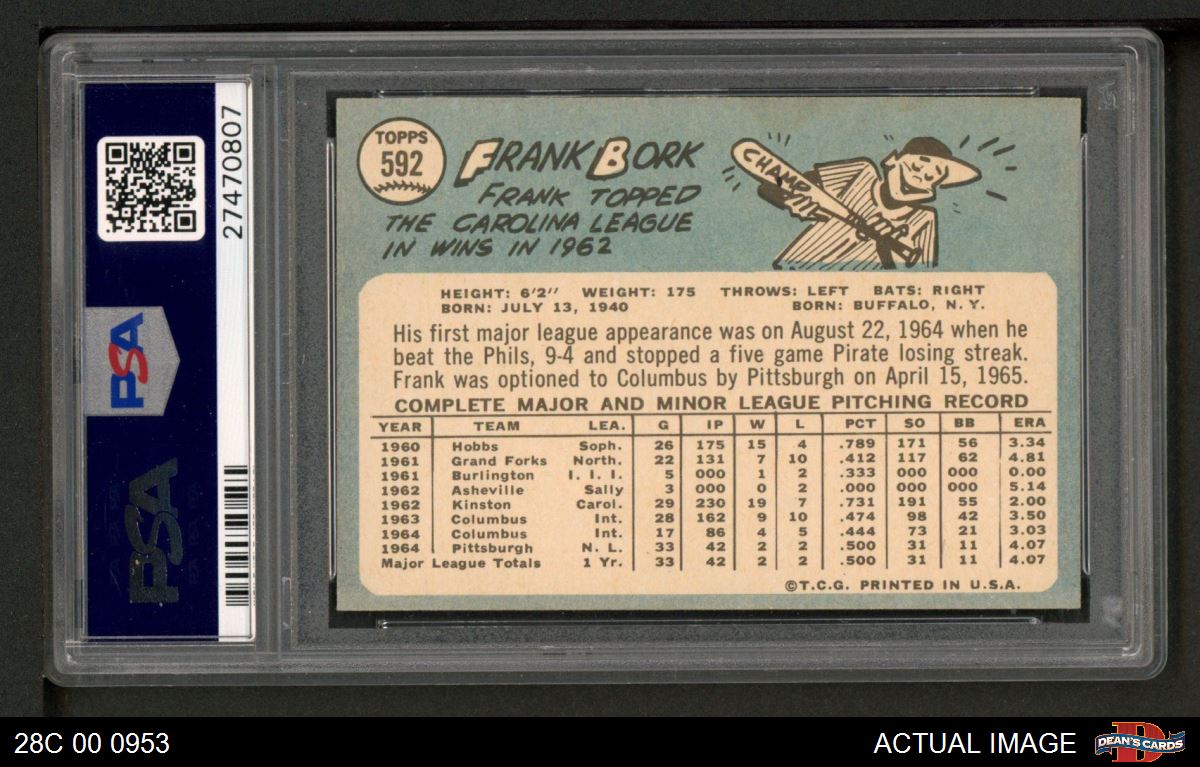 PSA
27470807
PSA
TOPPS
592
FRANK BORK
FRANK TOPPED
THE CAROLINA LEAGUE
IN WINS IN 1962
CHAMP
HEIGHT: 6'2" WEIGHT: 175 THROWS: LEFT BATS: RIGHT
BORN: JULY 13, 1940 BORN: BUFFALO, N. Y.
His first major league appearance was on August 22, 1964 when he
beat the Phils, 9-4 and stopped a five game Pirate losing streak.
Frank was optioned to Columbus by Pittsburgh on April 15, 1965.
COMPLETE MAJOR AND MINOR LEAGUE PITCHING RECORD
YEAR TEAM LEA. G IP W L PCT SO BB ERA
1960 Hobbs Soph. 26 175 15 4 .789 171 56 3.34
1961 Grand Forks North. 22 131 7 10 .412 117 62 4.81
1961 Burlington I. I. I. 5 000 1 2 .333 000 000 0.00
1962 Asheville Sally 3 000 0 2 .000 000 000 5.14
1962 Kinston Carol. 29 230 19 7 .731 191 55 2.00
1963 Columbus Int. 28 162 9 10 .474 98 42 3.50
1964 Columbus Int. 17 86 4 5 .444 73 21 3.03
1964 Pittsburgh N. L. 33 42 2 2 .500 31 11 4.07
Major League Totals 1 Yr. 33 42 2 2 .500 31 11 4.07
©T.C.G. PRINTED IN U.S.A.
28C 00 0953
ACTUAL IMAGE
DEAN'S CARDS